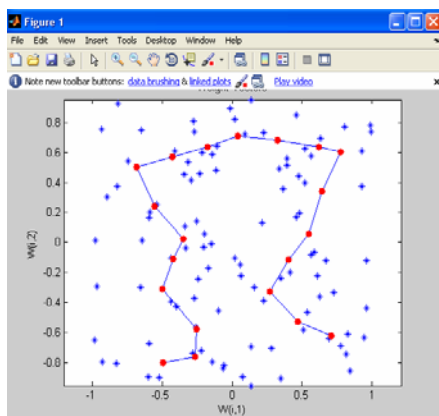 Figure 1
File Edit View Insert Tools Desktop Window Help
Note new toolbar buttons: data brushing & linked plots Play video
Weight Vectors
0.8
0.6
0.4
0.2
0
-0.2
-0.4
-0.6
-0.8
W(i,2)
-1 -0.5 0 0.5 1
W(i,1)